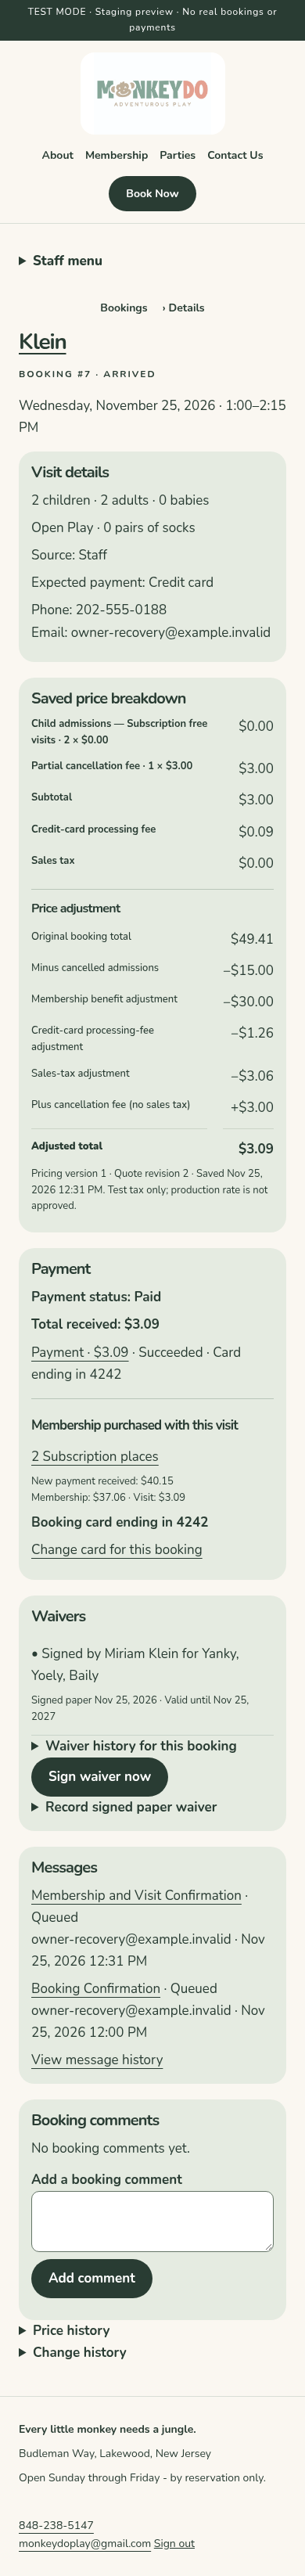 TEST MODE · Staging preview · No real bookings or
payments
MONKEYDO
ADVENTUROUS PLAY
About Membership Parties Contact Us
Book Now
▶ Staff menu
Bookings › Details
Klein
BOOKING #7 · ARRIVED
Wednesday, November 25, 2026 · 1:00–2:15
PM
Visit details
2 children · 2 adults · 0 babies
Open Play · 0 pairs of socks
Source: Staff
Expected payment: Credit card
Phone: 202-555-0188
Email: owner-recovery@example.invalid
Saved price breakdown
Child admissions — Subscription free
visits · 2 × $0.00 $0.00
Partial cancellation fee · 1 × $3.00 $3.00
Subtotal $3.00
Credit-card processing fee $0.09
Sales tax $0.00
Price adjustment
Original booking total $49.41
Minus cancelled admissions −$15.00
Membership benefit adjustment −$30.00
Credit-card processing-fee
adjustment −$1.26
Sales-tax adjustment −$3.06
Plus cancellation fee (no sales tax) +$3.00
Adjusted total $3.09
Pricing version 1 · Quote revision 2 · Saved Nov 25,
2026 12:31 PM. Test tax only; production rate is not
approved.
Payment
Payment status: Paid
Total received: $3.09
Payment · $3.09 · Succeeded · Card
ending in 4242
Membership purchased with this visit
2 Subscription places
New payment received: $40.15
Membership: $37.06 · Visit: $3.09
Booking card ending in 4242
Change card for this booking
Waivers
• Signed by Miriam Klein for Yanky,
Yoely, Baily
Signed paper Nov 25, 2026 · Valid until Nov 25,
2027
▶ Waiver history for this booking
Sign waiver now
▶ Record signed paper waiver
Messages
Membership and Visit Confirmation ·
Queued
owner-recovery@example.invalid · Nov
25, 2026 12:31 PM
Booking Confirmation · Queued
owner-recovery@example.invalid · Nov
25, 2026 12:00 PM
View message history
Booking comments
No booking comments yet.
Add a booking comment
Add comment
▶ Price history
▶ Change history
Every little monkey needs a jungle.
Budleman Way, Lakewood, New Jersey
Open Sunday through Friday - by reservation only.
848-238-5147
monkeydoplay@gmail.com Sign out